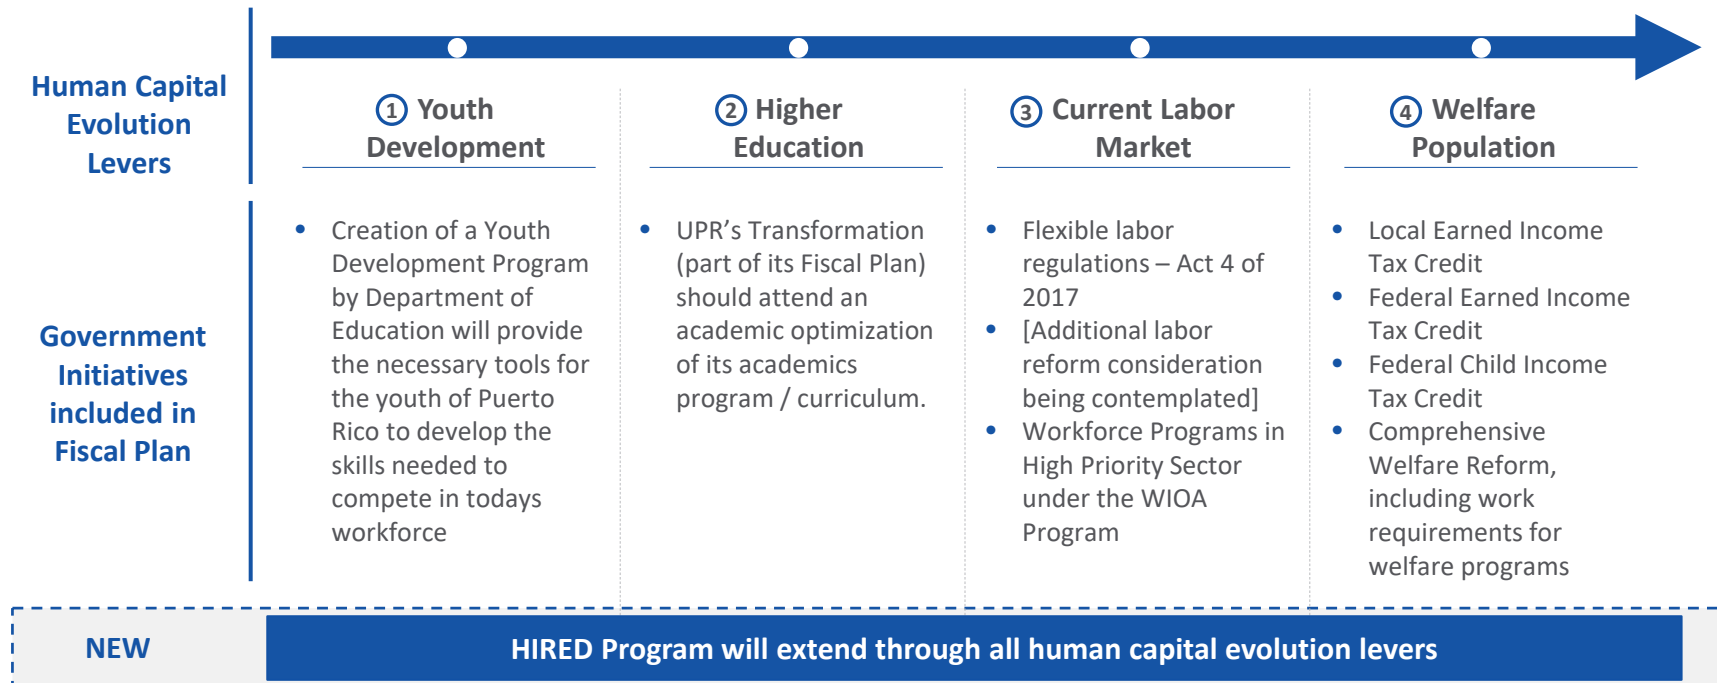 Human Capital
Evolution
Levers
1 Youth
Development
2 Higher
Education
3 Current Labor
Market
4 Welfare
Population
Government
Initiatives
included in
Fiscal Plan
• Creation of a Youth
Development Program
by Department of
Education will provide
the necessary tools for
the youth of Puerto
Rico to develop the
skills needed to
compete in todays
workforce
• UPR’s Transformation
(part of its Fiscal Plan)
should attend an
academic optimization
of its academics
program / curriculum.
• Flexible labor
regulations – Act 4 of
2017
• [Additional labor
reform consideration
being contemplated]
• Workforce Programs in
High Priority Sector
under the WIOA
Program
• Local Earned Income
Tax Credit
• Federal Earned Income
Tax Credit
• Federal Child Income
Tax Credit
• Comprehensive
Welfare Reform,
including work
requirements for
welfare programs
NEW
HIRED Program will extend through all human capital evolution levers